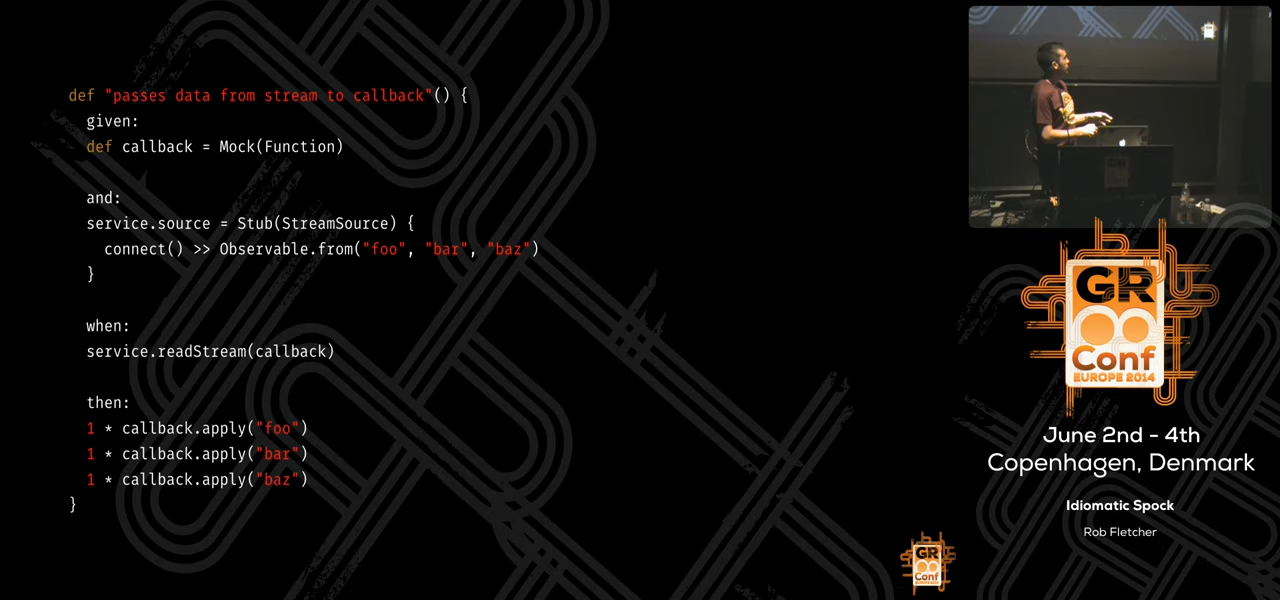 def "passes data from stream to callback"() {
given:
def callback = Mock(Function)
and:
service.source = Stub(StreamSource) {
connect() >> Observable.from("foo", "bar", "baz")
}
when:
service.readStream(callback)
then:
1 * callback.apply("foo")
1 * callback.apply("bar")
1 * callback.apply("baz")
}
GR
Conf
EUROPE 2014
June 2nd - 4th
Copenhagen, Denmark
Idiomatic Spock
Rob Fletcher
GR
Conf